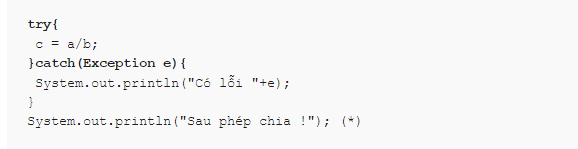 try{
 c = a/b;
}catch(Exception e){
 System.out.println("Có lỗi "+e);
}
System.out.println("Sau phép chia !"); (*)